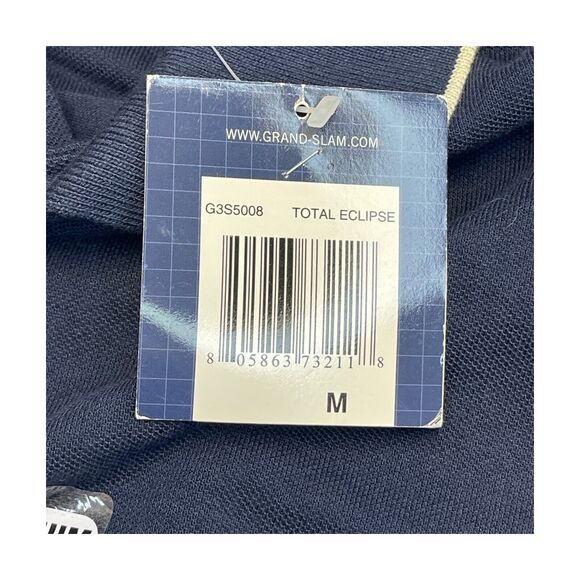 WWW.GRAND-SLAM.COM
G3S5008 TOTAL ECLIPSE
8 05863 73211 8
M